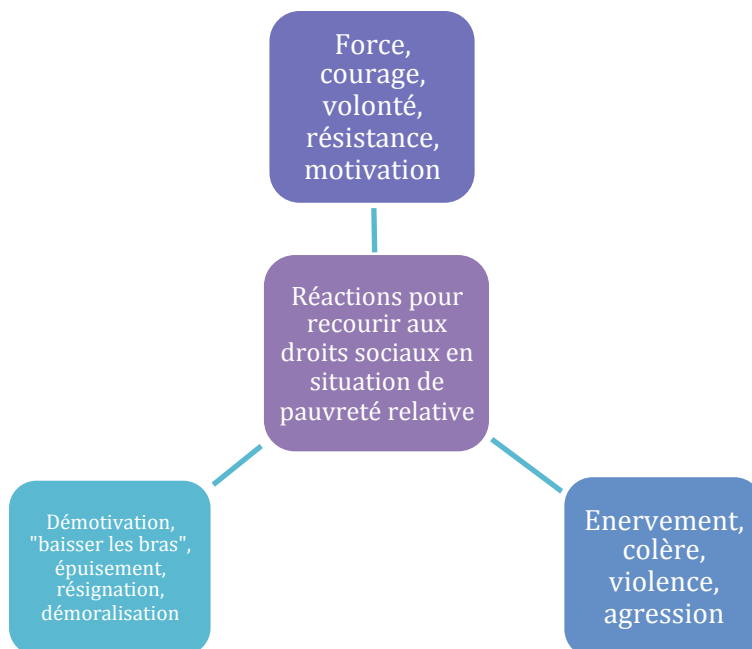 Force,
courage,
volonté,
résistance,
motivation
Réactions pour
recourir aux
droits sociaux en
situation de
pauvreté relative
Démotivation,
"baisser les bras",
épuisement,
résignation,
démoralisation
Enervement,
colère,
violence,
agression